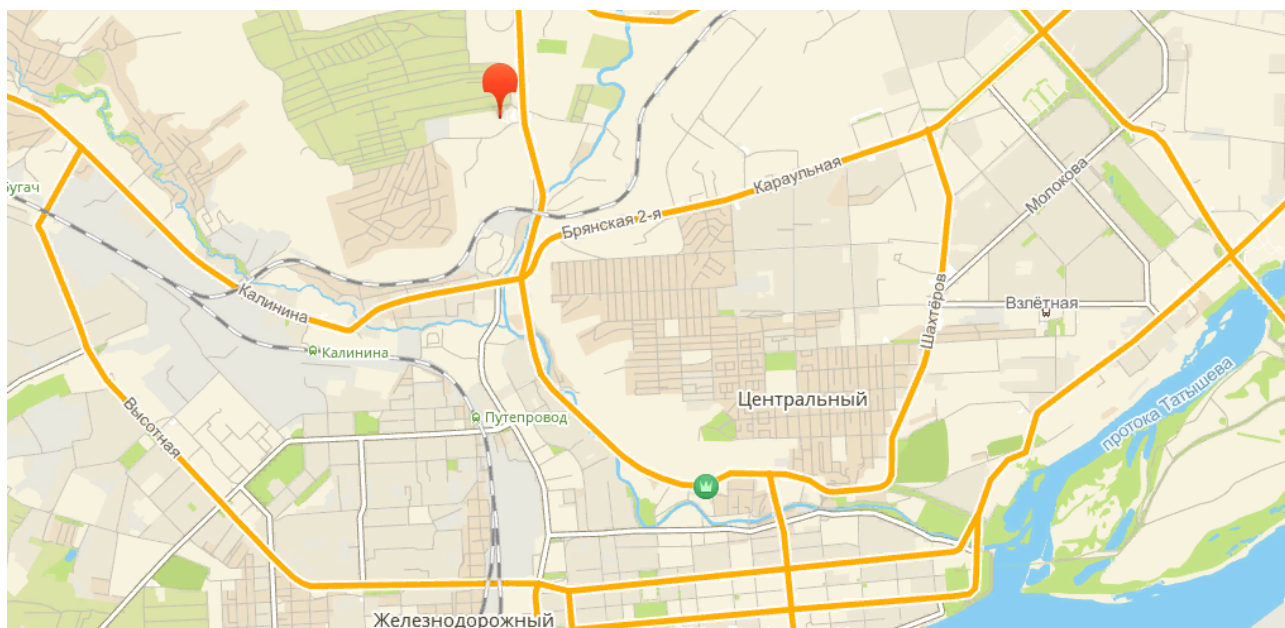 Караульная
Молокова
бугач
Брянская 2-я
Калинина
Взлётная
Шахтёров
Калинина
протока Татышева
Центральный
Высотная
Путепровод
Железнодорожный